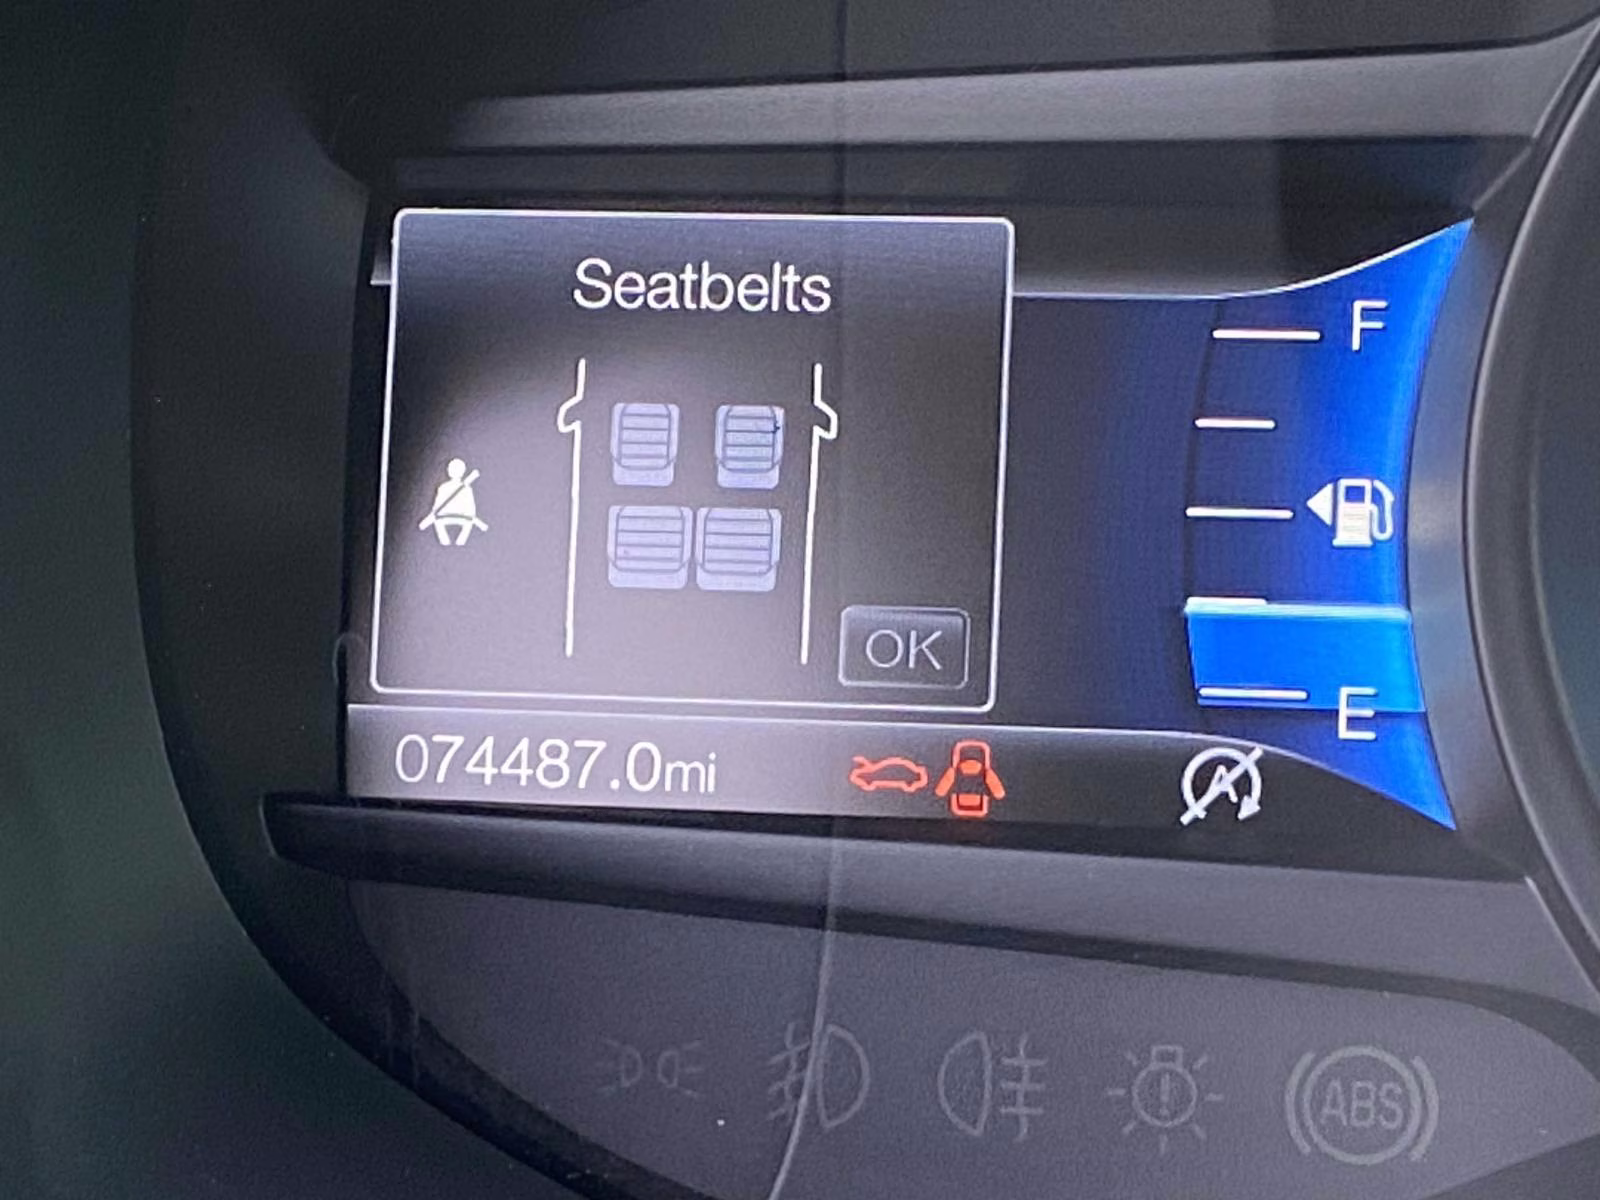 Seatbelts
OK
F
E
074487.0mi
A
ABS